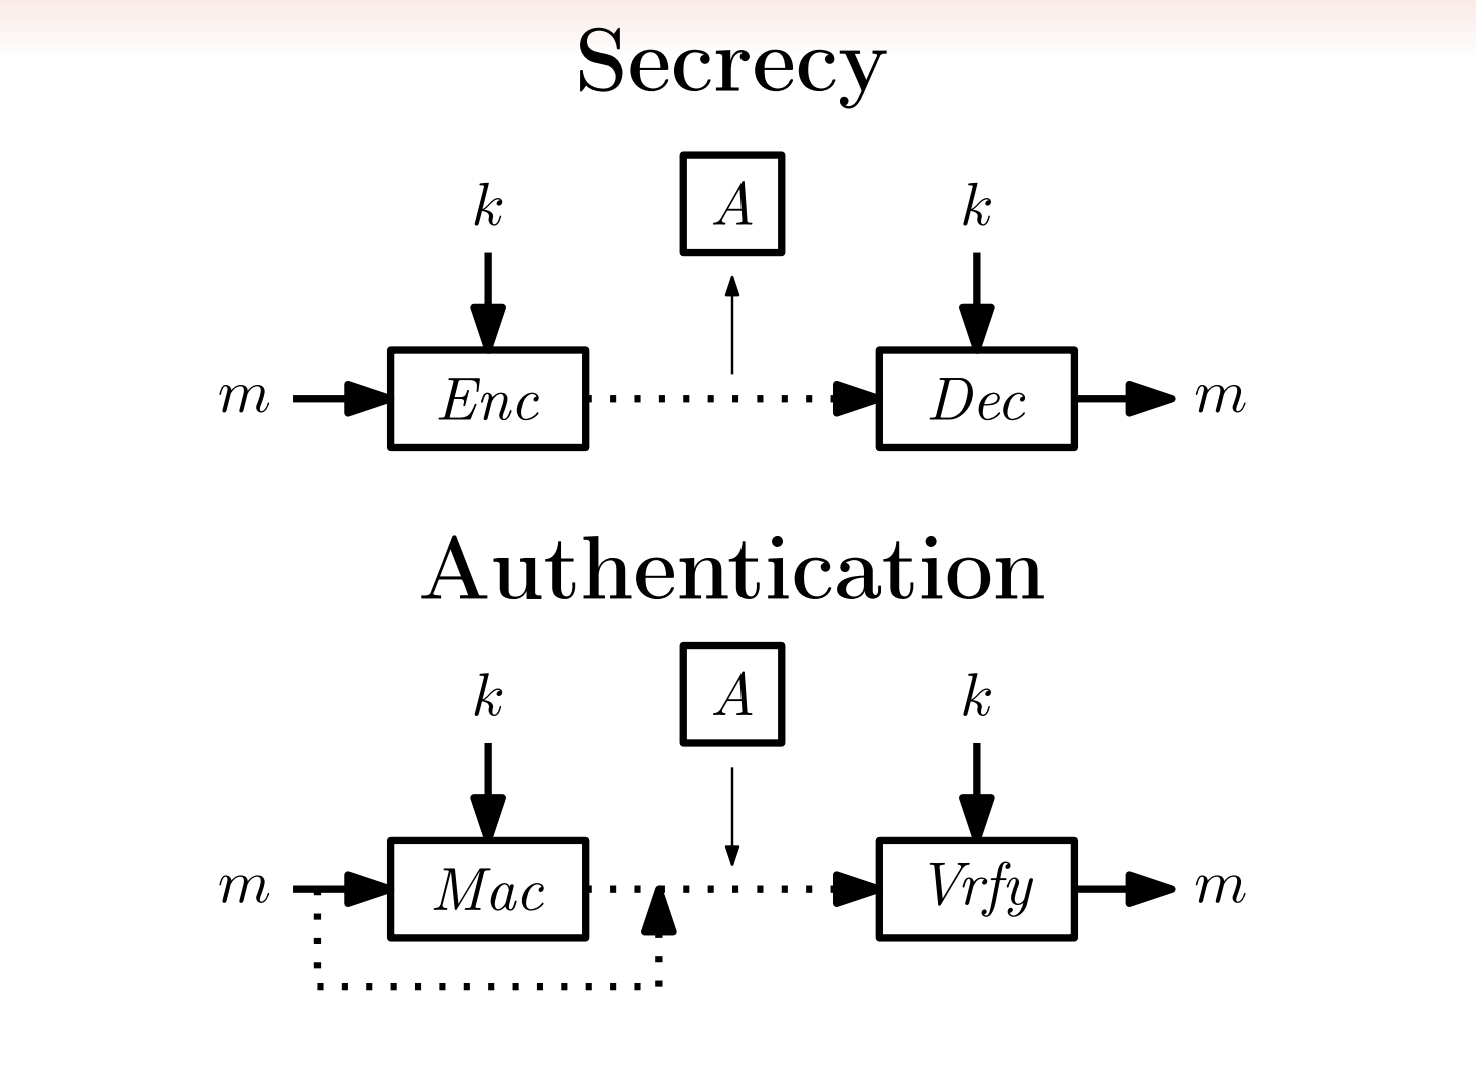 Secrecy
k A k
m Enc Dec m
Authentication
k A k
m Mac Vrfy m